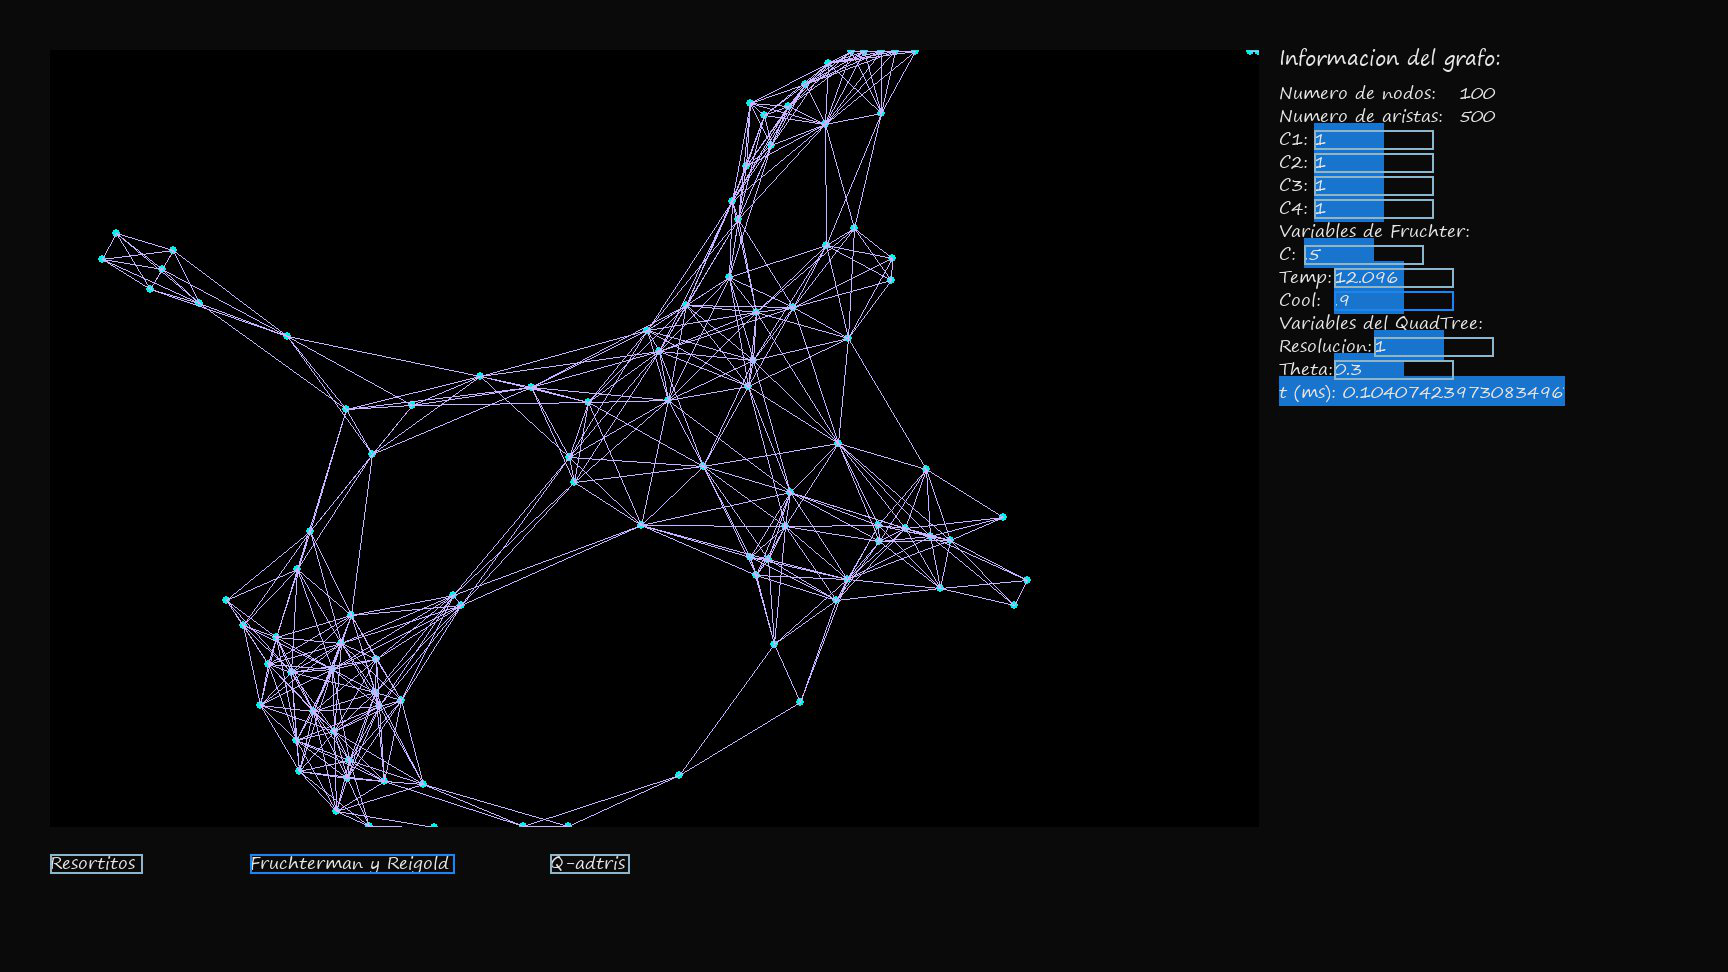 Informacion del grafo:
Numero de nodos: 100
Numero de aristas: 500
C1: 1
C2: 1
C3: 1
C4: 1
Variables de Fruchter:
C: .5
Temp: 12.096
Cool: .9
Variables del QuadTree:
Resolucion: 1
Theta: 0.3
t (ms): 0.10407423973083496
Resortitos
Fruchterman y Reigold
Q-adtris